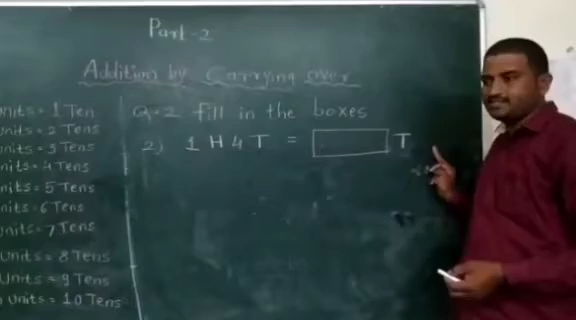 Part-2
Addition by Carrying over
units = 1 Ten
units = 2 Tens
units = 3 Tens
units = 4 Tens
units = 5 Tens
units = 6 Tens
units = 7 Tens
units = 8 Tens
units = 9 Tens
units = 10 Tens
Q=2 Fill in the boxes
2) 1 H 4 T = T